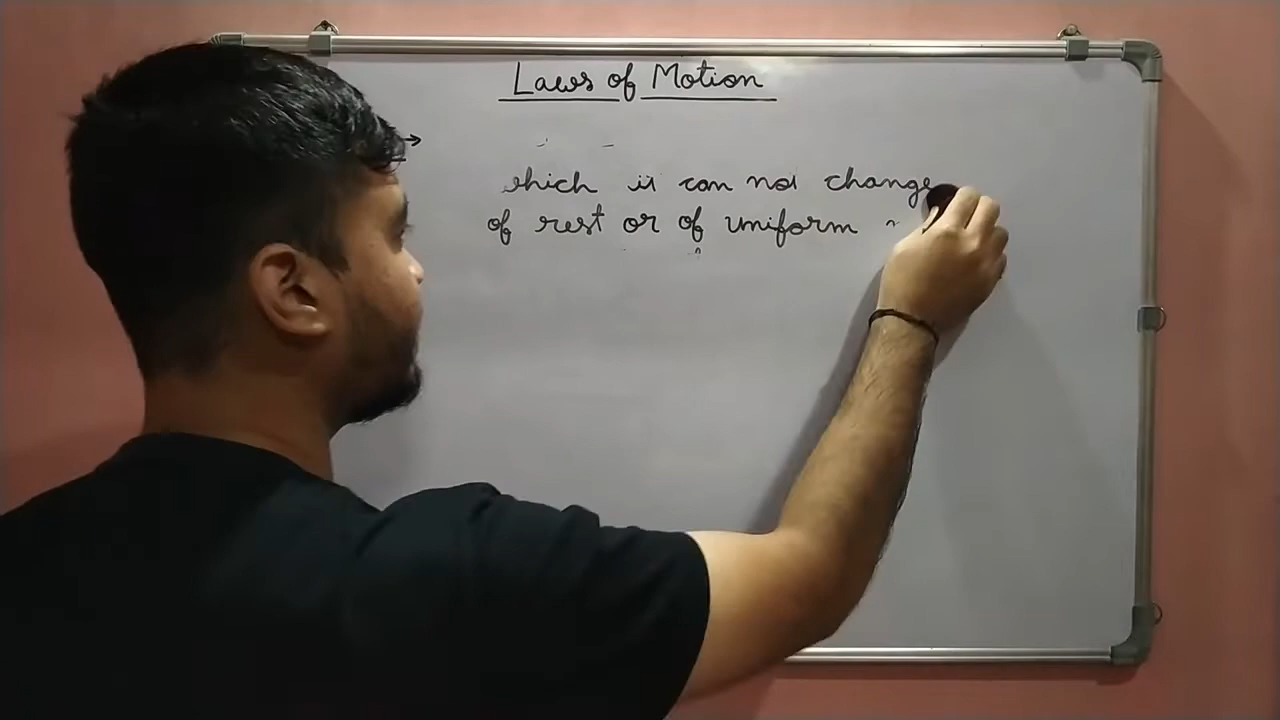 Laws of Motion
which it can not change
of rest or of uniform